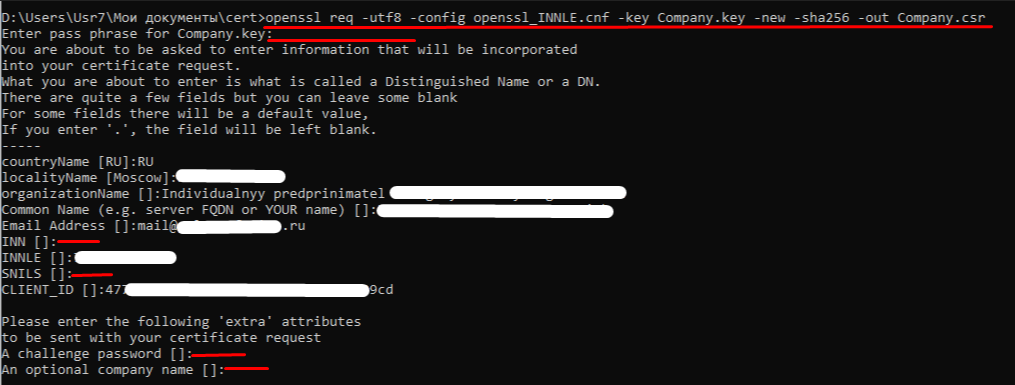 D:\Users\Usr7\Мои документы\cert>openssl req -utf8 -config openssl_INNLE.cnf -key Company.key -new -sha256 -out Company.csr
Enter pass phrase for Company.key:
You are about to be asked to enter information that will be incorporated
into your certificate request.
What you are about to enter is what is called a Distinguished Name or a DN.
There are quite a few fields but you can leave some blank
For some fields there will be a default value,
If you enter '.', the field will be left blank.
-----
countryName [RU]:RU
localityName [Moscow]:
organizationName []:Individualnyy predprinimatel
Common Name (e.g. server FQDN or YOUR name) []:
Email Address []:mail@ .ru
INN []:
INNLE []:
SNILS []:
CLIENT_ID []:477 9cd
Please enter the following 'extra' attributes
to be sent with your certificate request
A challenge password []:
An optional company name []: